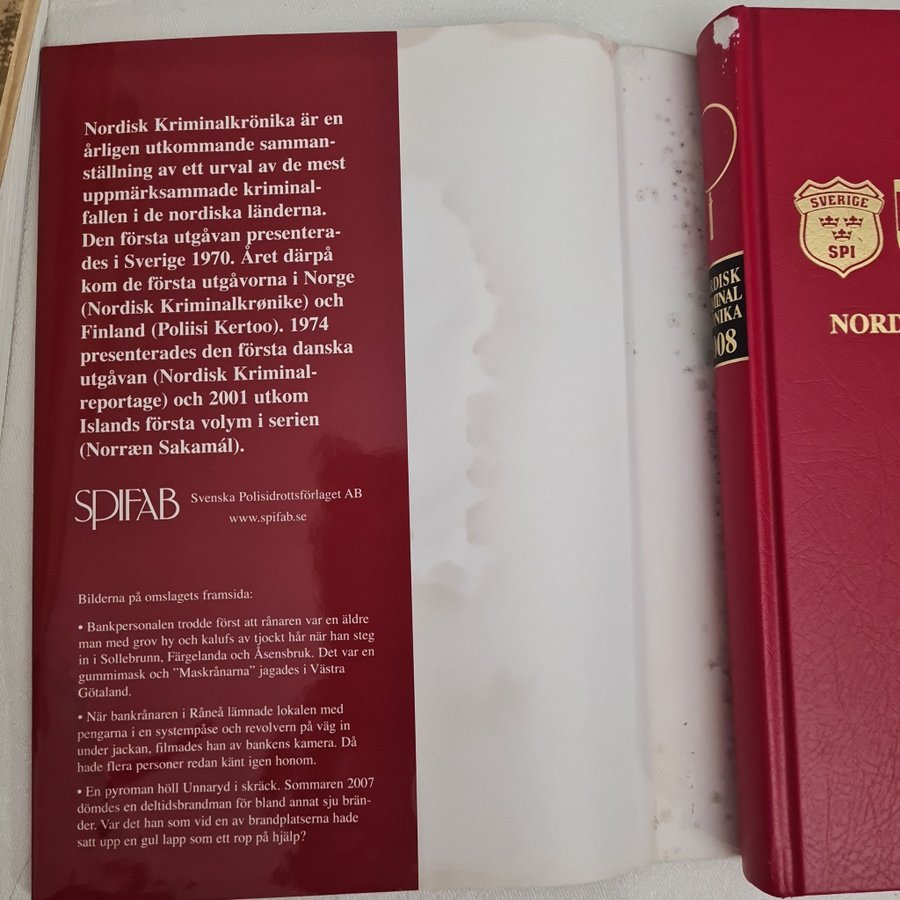 Nordisk Kriminalkrönika är en
årligen utkommande samman-
ställning av ett urval av de mest
uppmärksammade kriminal-
fallen i de nordiska länderna.
Den första utgåvan presentera-
des i Sverige 1970. Året därpå
kom de första utgåvorna i Norge
(Nordisk Kriminalkrønike) och
Finland (Poliisi Kertoo). 1974
presenterades den första danska
utgåvan (Nordisk Kriminal-
reportage) och 2001 utkom
Islands första volym i serien
(Norræn Sakamál).
SPIFAB Svenska Polisidrottsförlaget AB
www.spifab.se
Bilderna på omslagets framsida:
• Bankpersonalen trodde först att rånaren var en äldre
man med grov hy och kalufs av tjockt hår när han steg
in i Sollebrunn, Färgelanda och Åsensbruk. Det var en
gummimask och ”Maskrånarna” jagades i Västra
Götaland.
• När bankrånaren i Råneå lämnade lokalen med
pengarna i en systempåse och revolvern på väg in
under jackan, filmades han av bankens kamera. Då
hade flera personer redan känt igen honom.
• En pyroman höll Unnaryd i skräck. Sommaren 2007
dömdes en deltidsbrandman för bland annat sju brän-
der. Var det han som vid en av brandplatserna hade
satt upp en gul lapp som ett rop på hjälp?
RDISK
MINAL
NIKA
008
SVERIGE
SPI
NORD